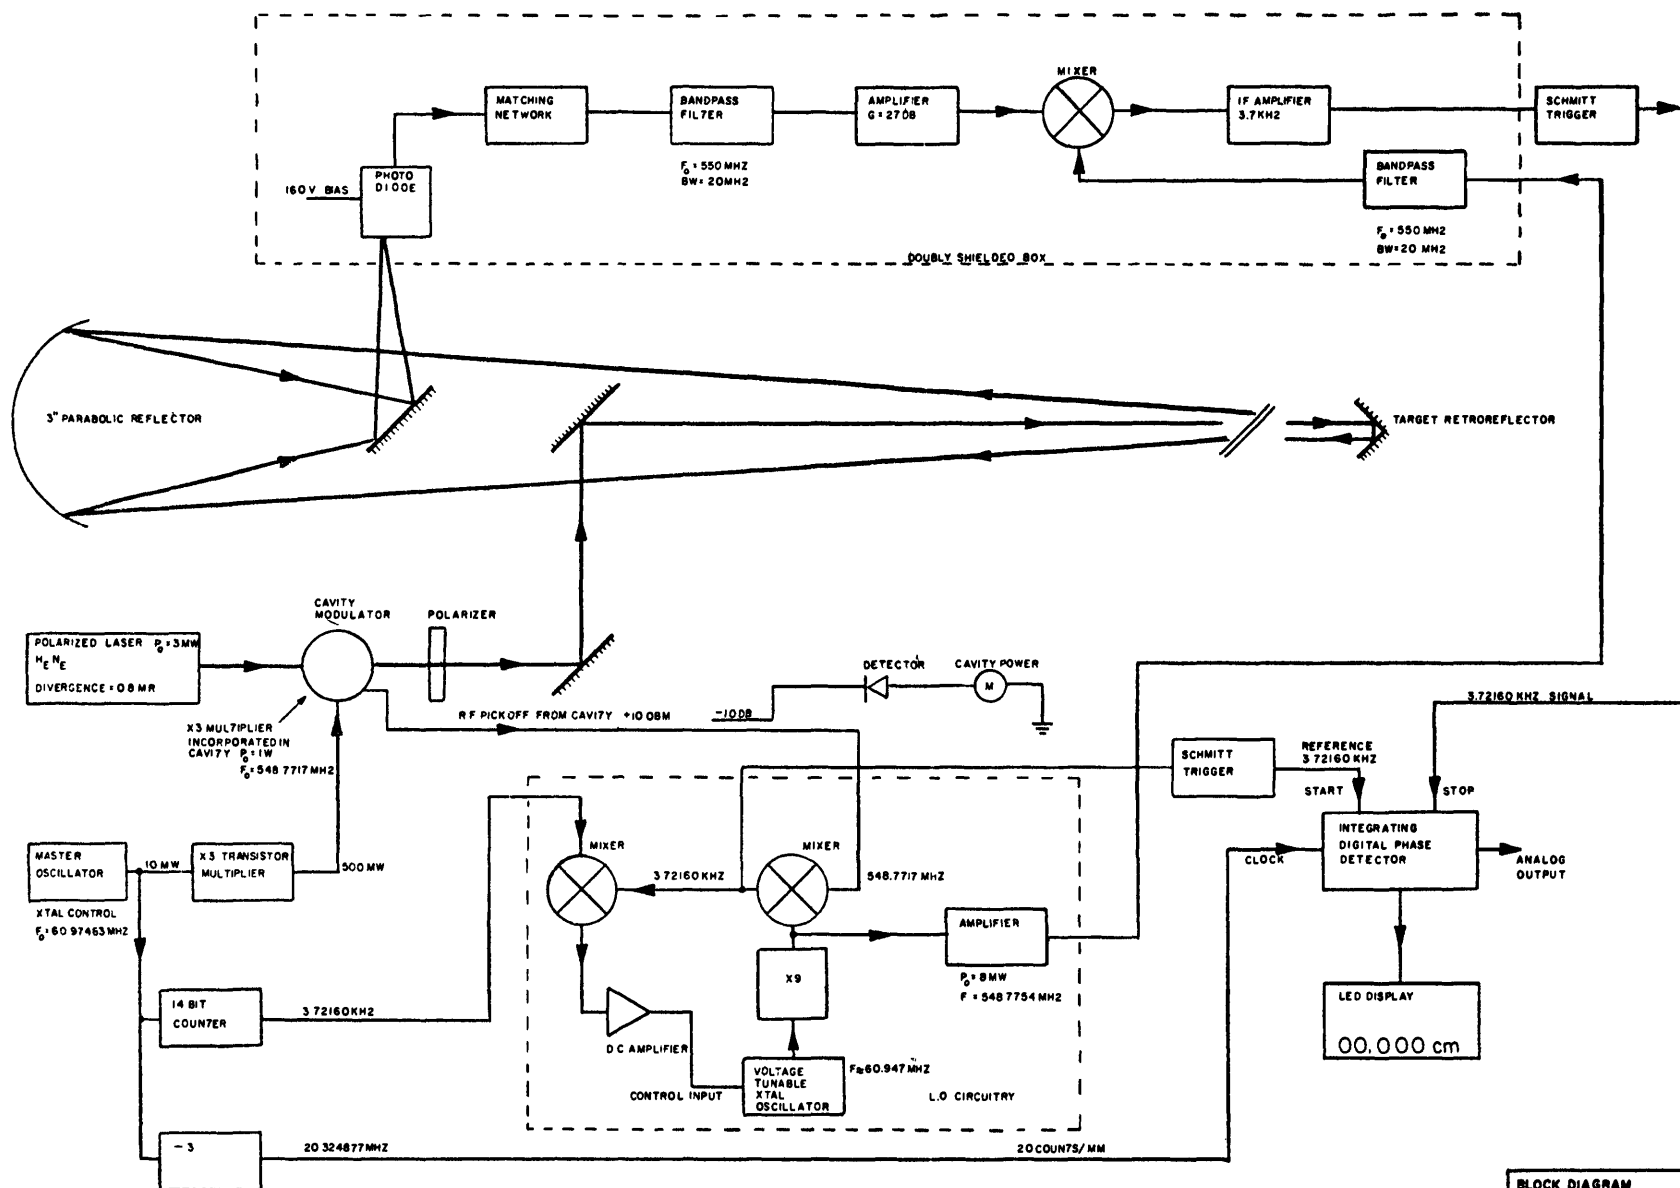 MIXER
MATCHING
NETWORK
BANDPASS
FILTER
AMPLIFIER
G=27DB
IF AMPLIFIER
3.7KHZ
SCHMITT
TRIGGER
F₀ = 550 MHZ
BW = 20MHZ
PHOTO
DIODE
160 V BIAS
BANDPASS
FILTER
F₀ = 550 MHZ
BW = 20 MHZ
DOUBLY SHIELDED BOX
3" PARABOLIC REFLECTOR
TARGET RETROREFLECTOR
CAVITY
MODULATOR
POLARIZER
POLARIZED LASER P₀ = 3 MW
HENE
DIVERGENCE = 0.8 MR
DETECTOR
CAVITY POWER
M
-10 DB
RF PICKOFF FROM CAVITY +10 DBM
X3 MULTIPLIER
INCORPORATED IN
CAVITY P₀ = 1W
F₀ = 548.7717 MHZ
3.72160 KHZ SIGNAL
SCHMITT
TRIGGER
REFERENCE
3.72160 KHZ
START
STOP
MASTER
OSCILLATOR
10 MW
X3 TRANSISTOR
MULTIPLIER
500 MW
XTAL CONTROL
F₀ = 60.97463 MHZ
MIXER
MIXER
3.72160 KHZ
548.7717 MHZ
INTEGRATING
DIGITAL PHASE
DETECTOR
CLOCK
ANALOG
OUTPUT
AMPLIFIER
P₀ = 8 MW
F = 548.7754 MHZ
X9
14 BIT
COUNTER
3.72160 KHZ
D C AMPLIFIER
LED DISPLAY
00.000 cm
VOLTAGE
TUNABLE
XTAL
OSCILLATOR
F≈60.947 MHZ
CONTROL INPUT
L.O CIRCUITRY
-3
20.324877 MHZ
20 COUNTS/MM
BLOCK DIAGRAM